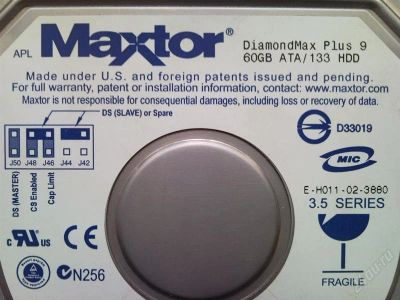 APL Maxtor® DiamondMax Plus 9
60GB ATA/133 HDD
Made under U.S. and foreign patents issued and pending.
For full warranty, patent or installation information, contact www.maxtor.com
Maxtor is not responsible for consequential damages, including loss or recovery of data.
DS (SLAVE) or Spare
J50 J48 J46 J44 J42
DS (MASTER)
CS Enabled
Cap Limit
D33019
MIC
E-H011-02-3880
3.5 SERIES
US
N256
FRAGILE